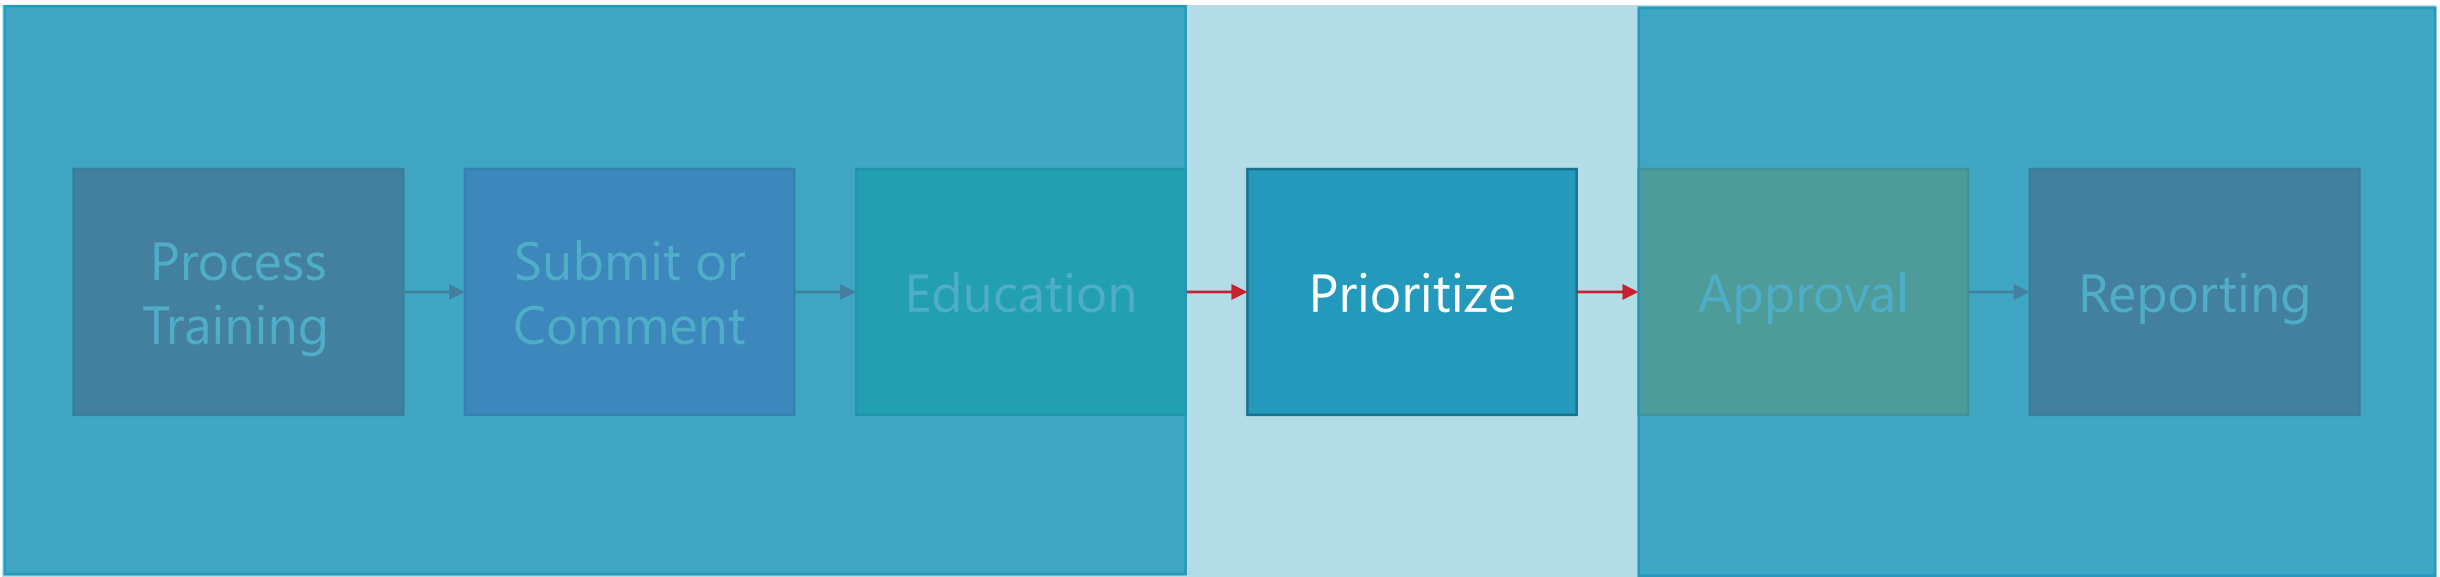 Process
Training
Submit or
Comment
Education
Prioritize
Approval
Reporting